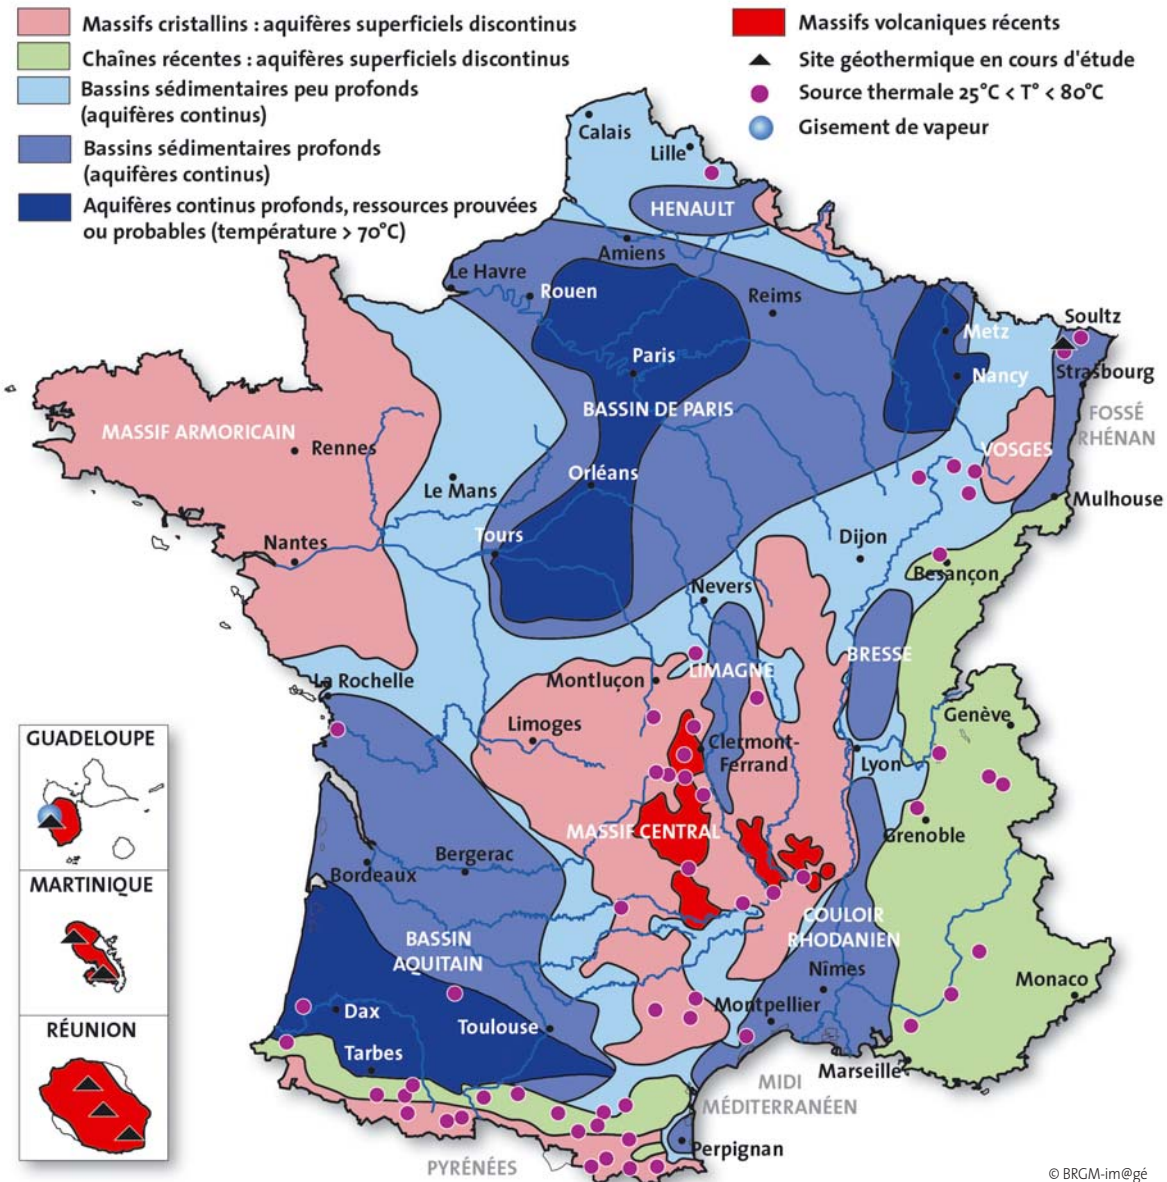 Massifs cristallins : aquifères superficiels discontinus
Chaînes récentes : aquifères superficiels discontinus
Bassins sédimentaires peu profonds
(aquifères continus)
Bassins sédimentaires profonds
(aquifères continus)
Aquifères continus profonds, ressources prouvées
ou probables (température > 70°C)
Massifs volcaniques récents
Site géothermique en cours d'étude
Source thermale 25°C < T° < 80°C
Gisement de vapeur
Calais
Lille
HENAULT
Amiens
Le Havre
Rouen
Reims
Metz
Soultz
Paris
Nancy
Strasbourg
BASSIN DE PARIS
FOSSÉ
RHÉNAN
MASSIF ARMORICAIN
Rennes
VOSGES
Orléans
Le Mans
Mulhouse
Tours
Nantes
Dijon
Besançon
Nevers
BRESSE
LIMAGNE
La Rochelle
Montluçon
Limoges
Genève
Clermont-
Ferrand
Lyon
MASSIF CENTRAL
Grenoble
Bergerac
Bordeaux
COULOIR
RHODANIEN
BASSIN
AQUITAIN
Nîmes
Monaco
Montpellier
Dax
Toulouse
Tarbes
Marseille
MIDI
MÉDITERRANÉEN
Perpignan
PYRÉNÉES
GUADELOUPE
MARTINIQUE
RÉUNION
© BRGM-im@gé